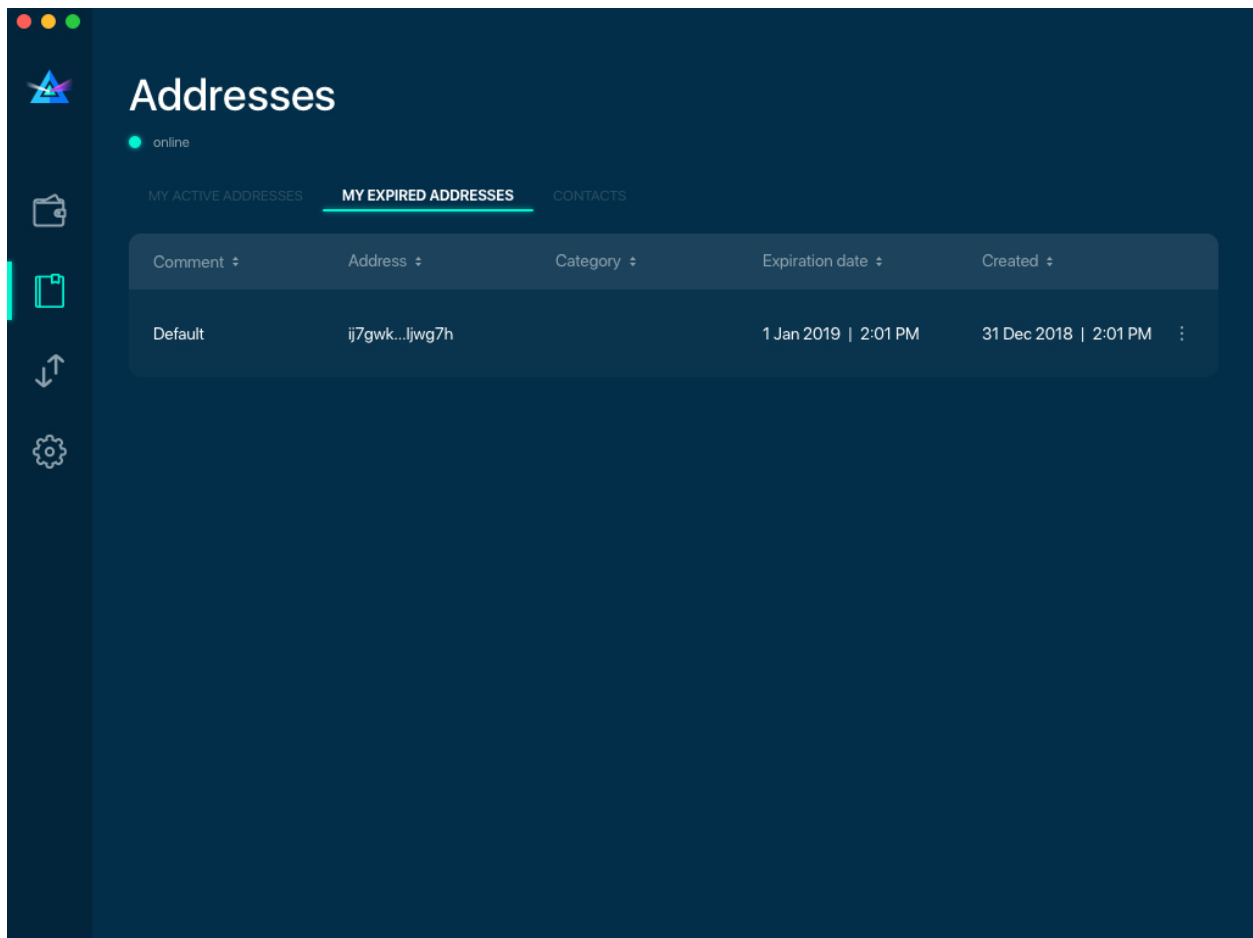 Addresses
online
MY ACTIVE ADDRESSES MY EXPIRED ADDRESSES CONTACTS
Comment Address Category Expiration date Created
Default ij7gwk...ljwg7h 1 Jan 2019 | 2:01 PM 31 Dec 2018 | 2:01 PM